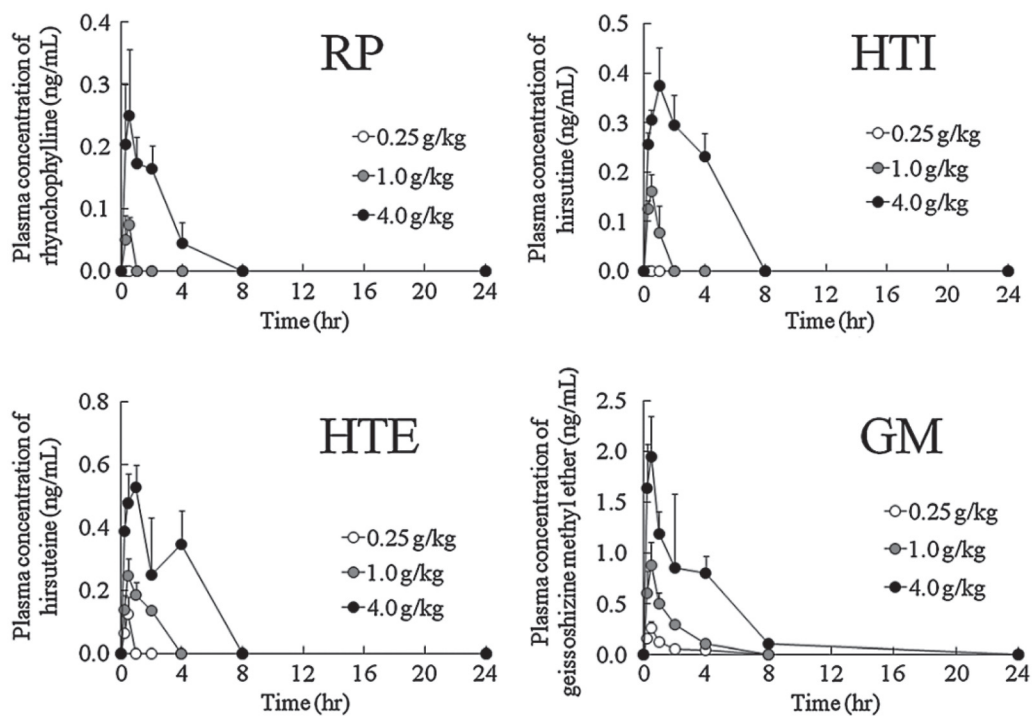 Plasma concentration of
rhynchophylline (ng/mL)
0.4
0.3
0.2
0.1
0.0
RP
0.25 g/kg
1.0 g/kg
4.0 g/kg
0 4 8 12 16 20 24
Time (hr)
Plasma concentration of
hirsutine (ng/mL)
0.5
0.4
0.3
0.2
0.1
0.0
HTI
0.25 g/kg
1.0 g/kg
4.0 g/kg
0 4 8 12 16 20 24
Time (hr)
Plasma concentration of
hirsuteine (ng/mL)
0.8
0.6
0.4
0.2
0.0
HTE
0.25 g/kg
1.0 g/kg
4.0 g/kg
0 4 8 12 16 20 24
Time (hr)
Plasma concentration of
geissoshizine methyl ether (ng/mL)
2.5
2.0
1.5
1.0
0.5
0.0
GM
0.25 g/kg
1.0 g/kg
4.0 g/kg
0 4 8 12 16 20 24
Time (hr)